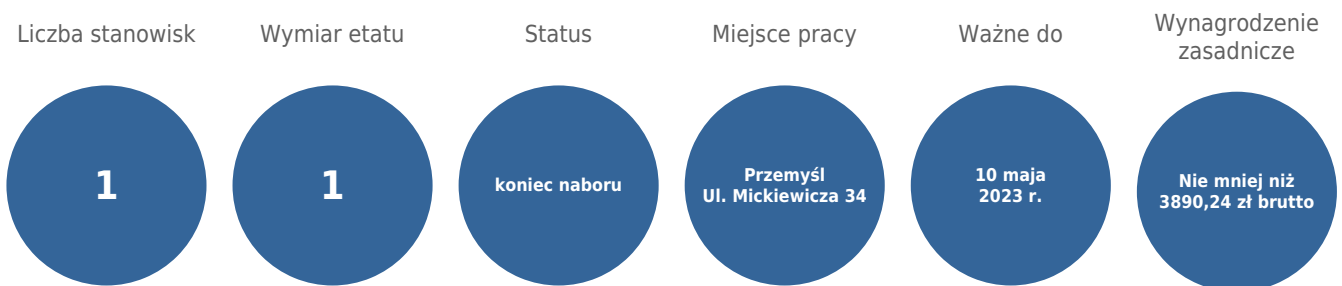 Liczba stanowisk
1
Wymiar etatu
1
Status
koniec naboru
Miejsce pracy
Przemyśl
Ul. Mickiewicza 34
Ważne do
10 maja
2023 r.
Wynagrodzenie
zasadnicze
Nie mniej niż
3890,24 zł brutto